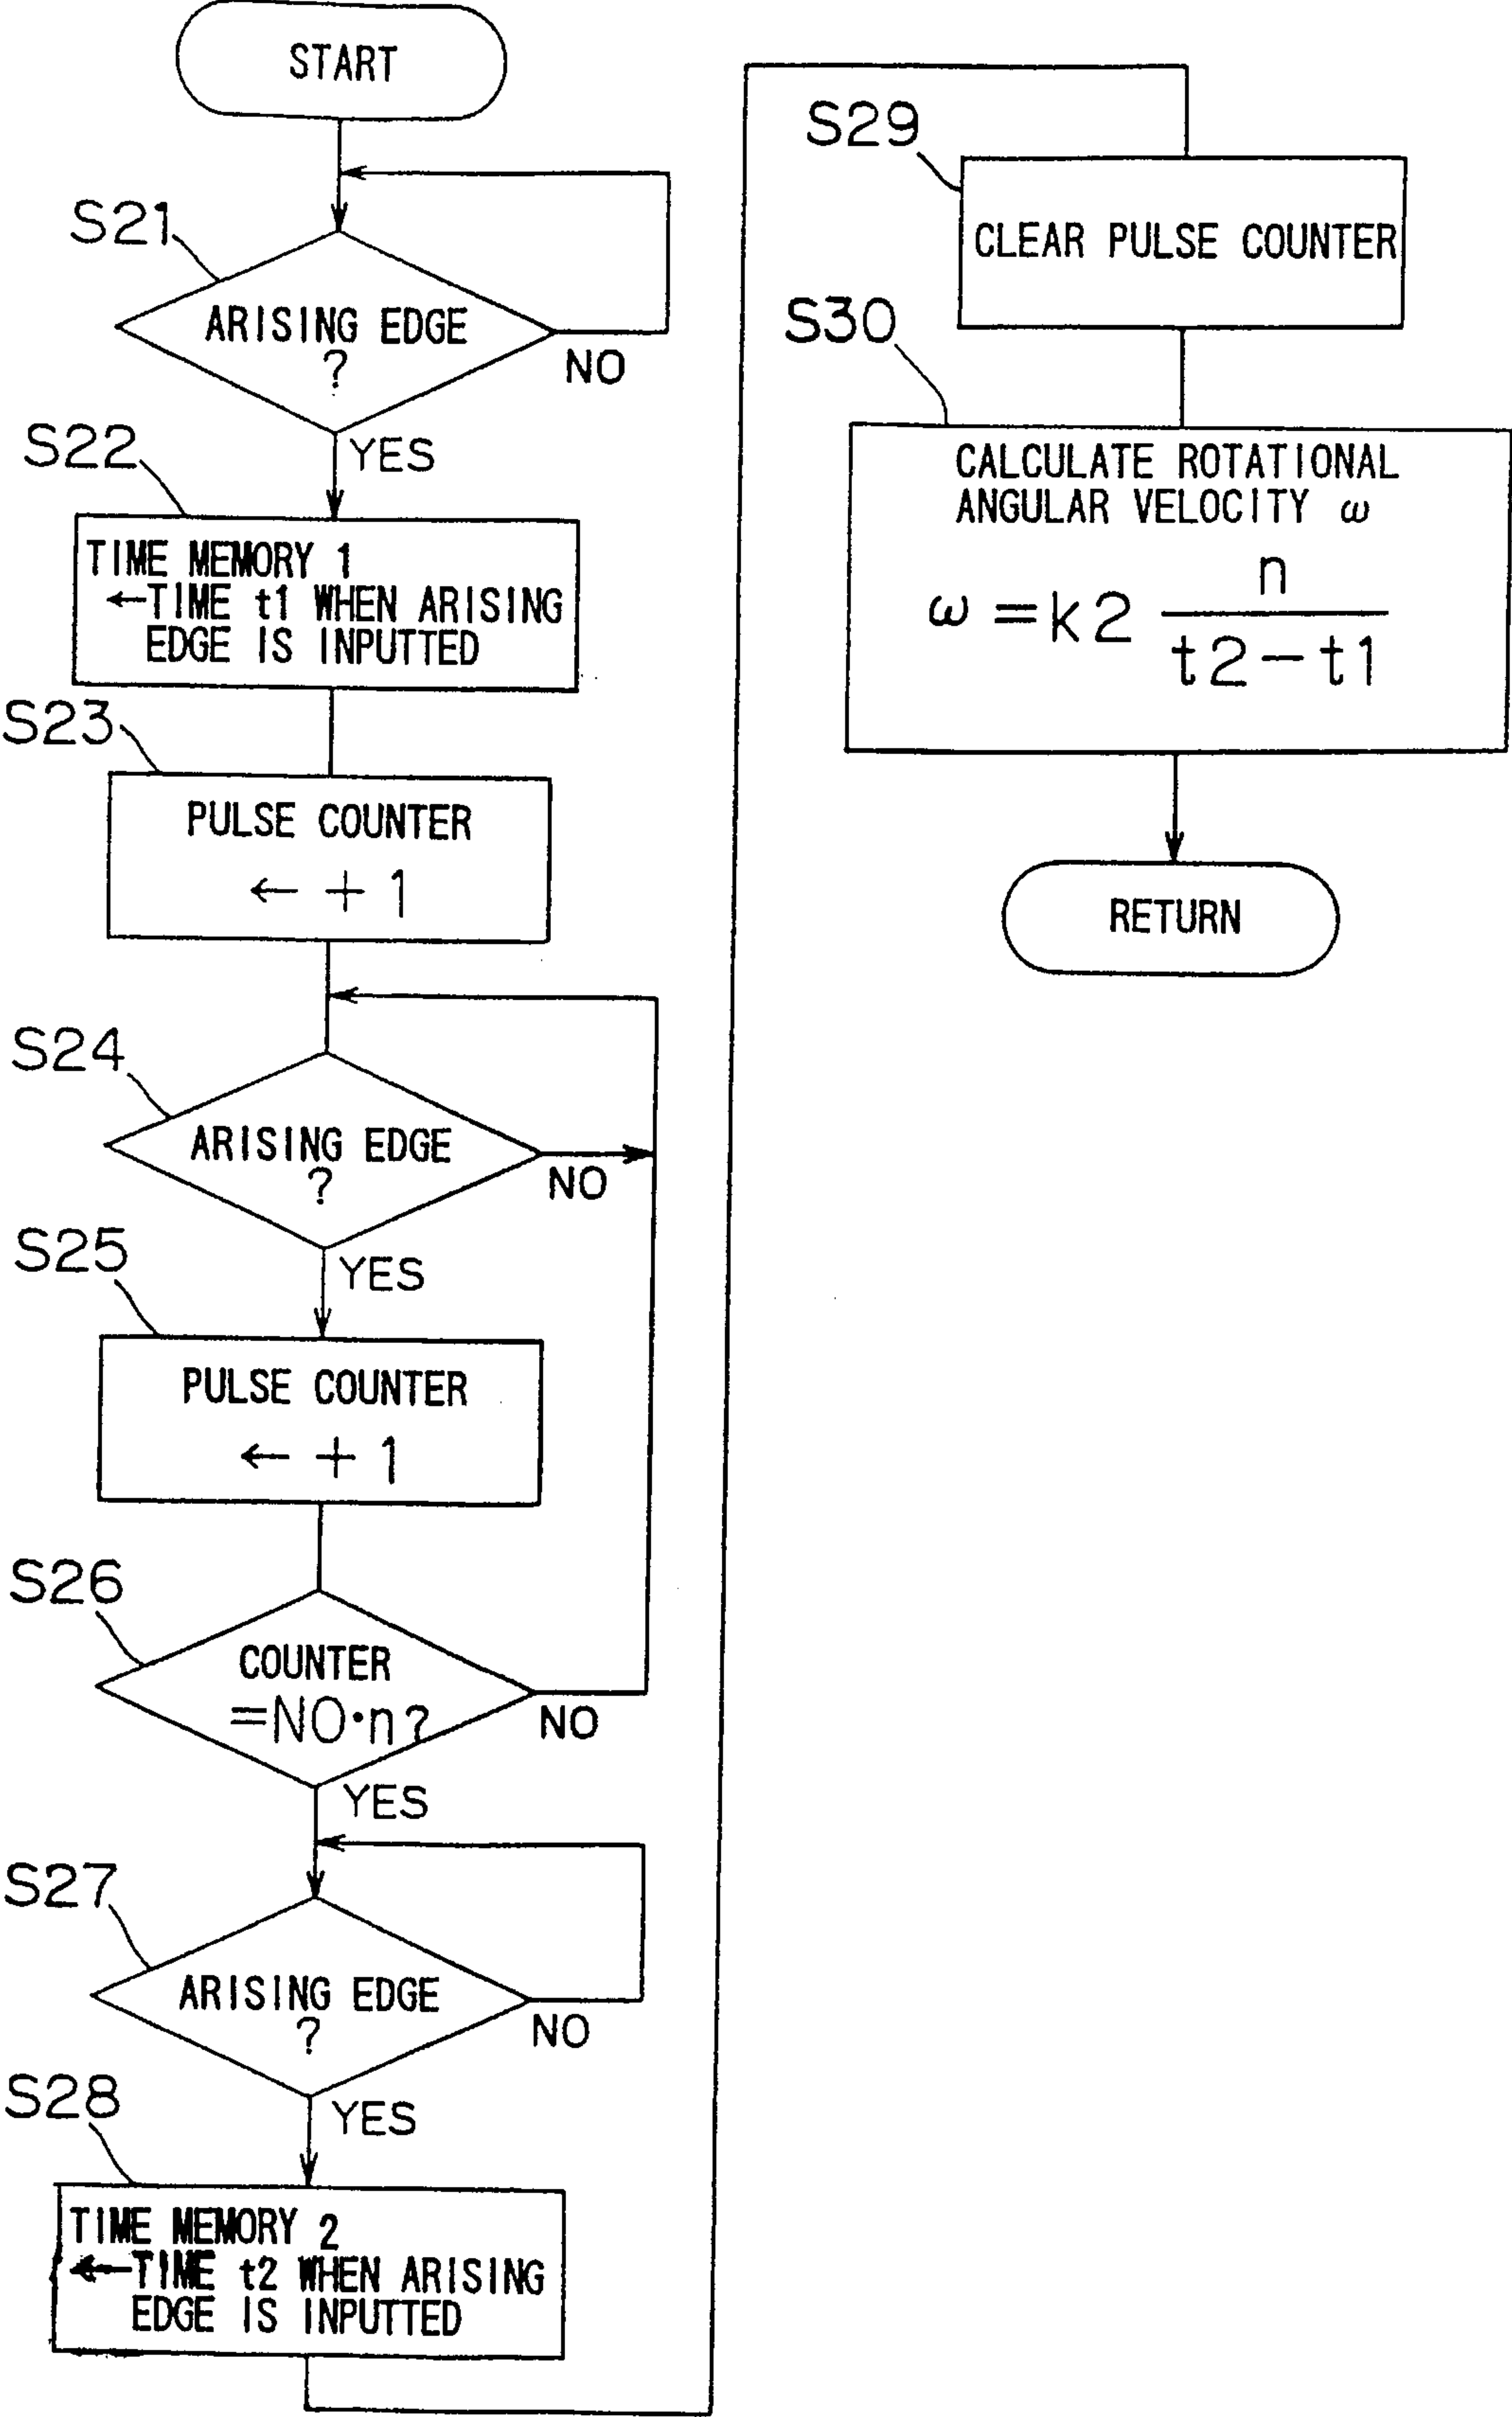 START
S21
ARISING EDGE
?
NO
YES
S22
TIME MEMORY 1
←TIME t1 WHEN ARISING
EDGE IS INPUTTED
S23
PULSE COUNTER
← + 1
S24
ARISING EDGE
?
NO
YES
S25
PULSE COUNTER
← + 1
S26
COUNTER
=NO·n?
NO
YES
S27
ARISING EDGE
?
NO
YES
S28
TIME MEMORY 2
←TIME t2 WHEN ARISING
EDGE IS INPUTTED
S29
CLEAR PULSE COUNTER
S30
CALCULATE ROTATIONAL
ANGULAR VELOCITY ω
n
ω = k2
t2-t1
RETURN